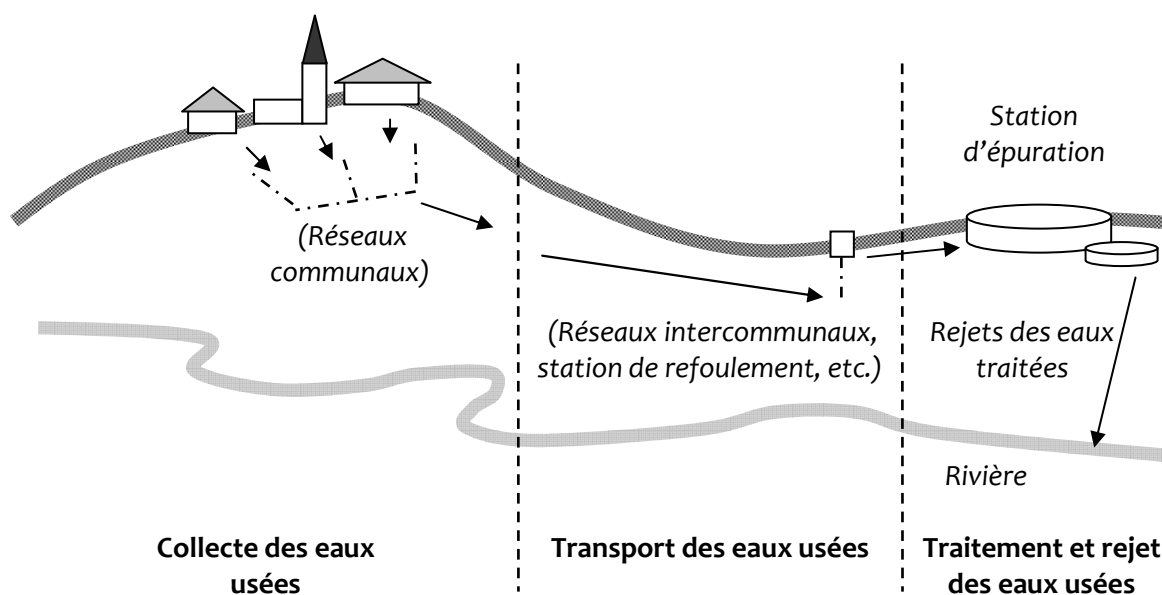 Station
d'épuration
(Réseaux
communaux)
(Réseaux intercommunaux,
station de refoulement, etc.)
Rejets des eaux
traitées
Rivière
Collecte des eaux
usées
Transport des eaux usées
Traitement et rejet
des eaux usées